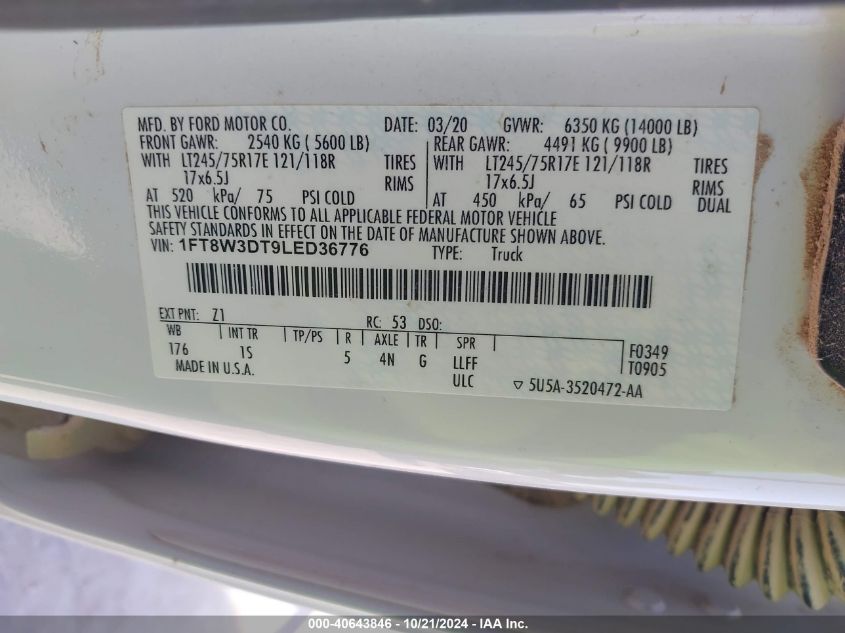 MFD. BY FORD MOTOR CO. DATE: 03/20 GVWR: 6350 KG (14000 LB)
FRONT GAWR: 2540 KG ( 5600 LB) REAR GAWR: 4491 KG ( 9900 LB)
WITH LT245/75R17E 121/118R TIRES WITH LT245/75R17E 121/118R TIRES
17x6.5J RIMS 17x6.5J RIMS
AT 520 kPa/ 75 PSI COLD AT 450 kPa/ 65 PSI COLD DUAL
THIS VEHICLE CONFORMS TO ALL APPLICABLE FEDERAL MOTOR VEHICLE
SAFETY STANDARDS IN EFFECT ON THE DATE OF MANUFACTURE SHOWN ABOVE.
VIN: 1FT8W3DT9LED36776 TYPE: Truck
EXT PNT: Z1 RC: 53 DSO:
WB INT TR TP/PS R AXLE TR SPR F0349
176 1S 5 4N G LLFF T0905
MADE IN U.S.A. ULC ▽ 5U5A-3520472-AA
000-40643846 - 10/21/2024 - IAAI.com